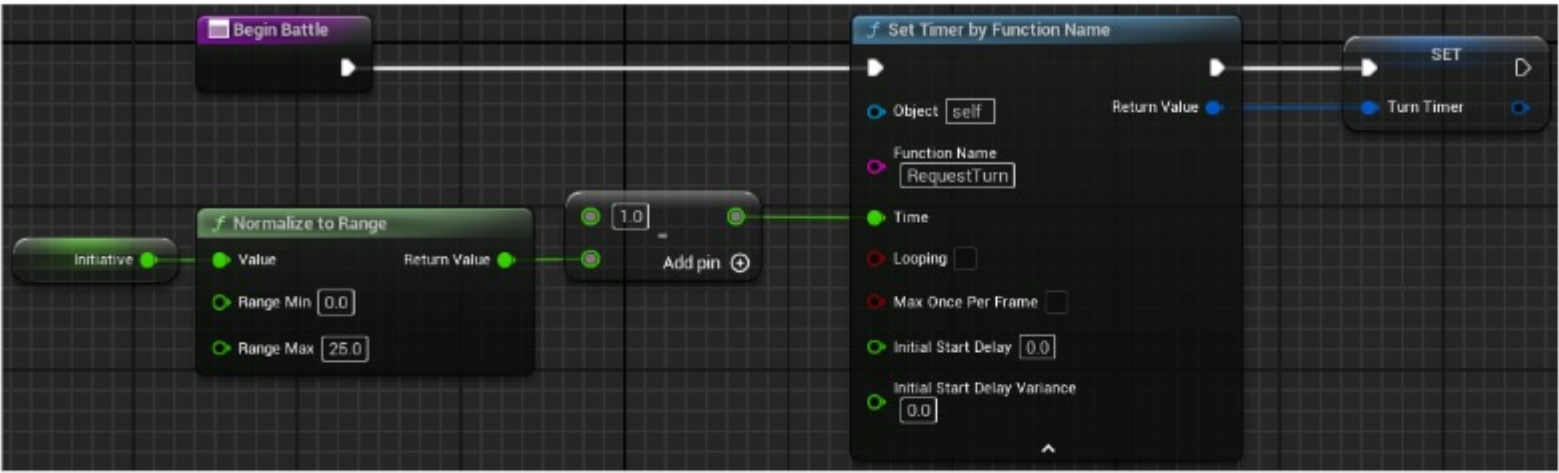 Begin Battle
f Set Timer by Function Name
SET
Object self
Return Value
Turn Timer
Function Name
RequestTurn
f Normalize to Range
1.0
Time
-
Initiative
Value
Return Value
Add pin
Looping
Range Min 0.0
Max Once Per Frame
Range Max 25.0
Initial Start Delay 0.0
Initial Start Delay Variance
0.0